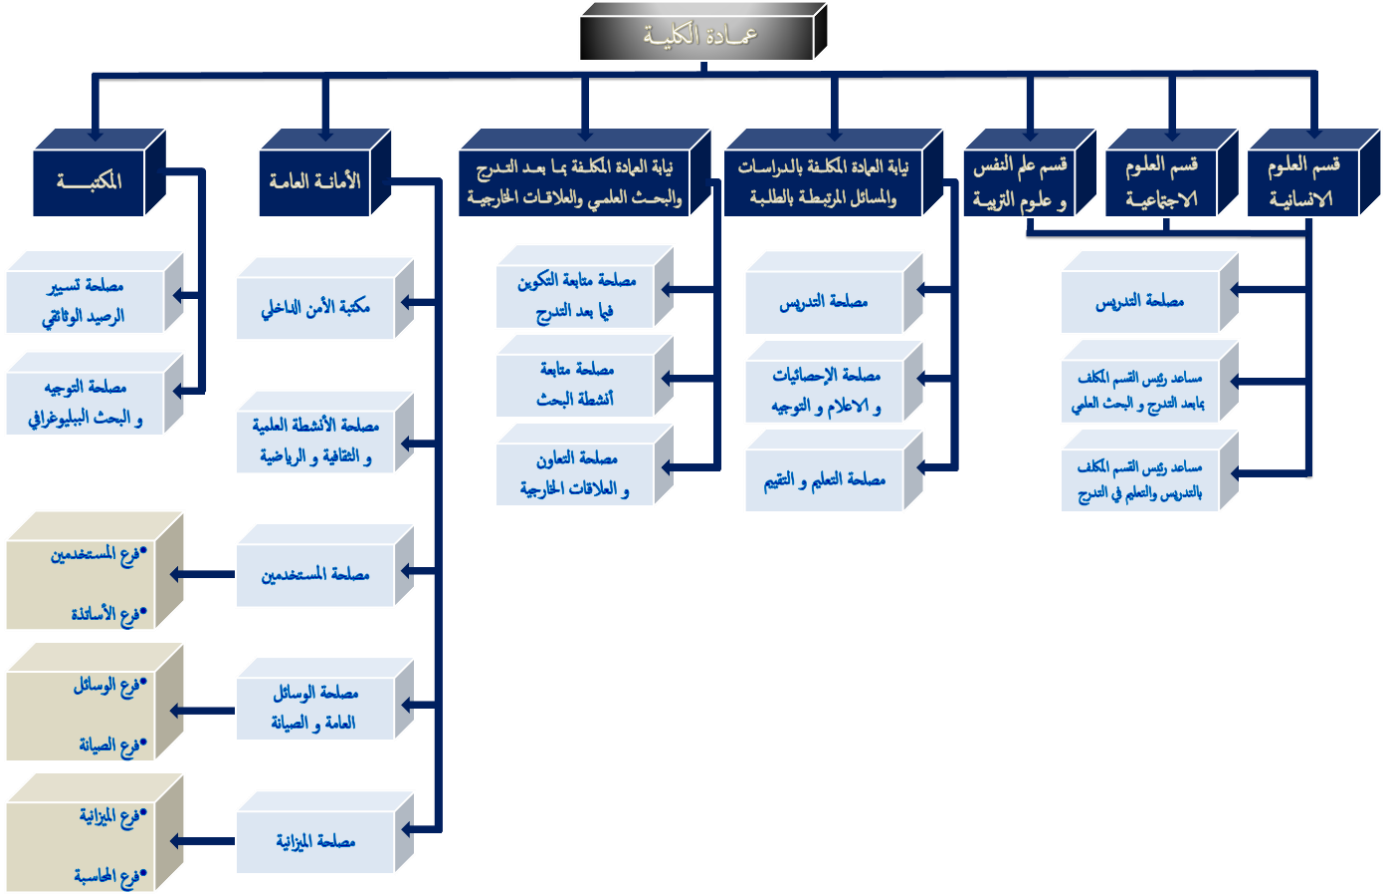 عمادة الكلية
قسم العلوم
الانسانية
قسم العلوم
الاجتماعية
قسم علم النفس
و علوم التربية
نيابة العمادة المكلفة بالدراسات
والمسائل المرتبطة بالطلبة
نيابة العمادة المكلفة بما بعد التدرج
والبحث العلمي والعلاقات الخارجية
الأمانة العامة
المكتبة
مصلحة التدريس
مساعد رئيس القسم المكلف
بمابعد التدرج و البحث العلمي
مساعد رئيس القسم المكلف
بالتدريس والتعليم في التدرج
مصلحة التدريس
مصلحة الإحصائيات
و الاعلام و التوجيه
مصلحة التعليم و التقييم
مصلحة متابعة التكوين
فيما بعد التدرج
مصلحة متابعة
أنشطة البحث
مصلحة التعاون
و العلاقات الخارجية
مكتبة الأمن الداخلي
مصلحة الأنشطة العلمية
و الثقافية و الرياضية
مصلحة المستخدمين
•فرع المستخدمين
•فرع الأساتذة
مصلحة الوسائل
العامة و الصيانة
•فرع الوسائل
•فرع الصيانة
مصلحة الميزانية
•فرع الميزانية
•فرع المحاسبة
مصلحة تسيير
الرصيد الوثائقي
مصلحة التوجيه
و البحث الببليوغرافي